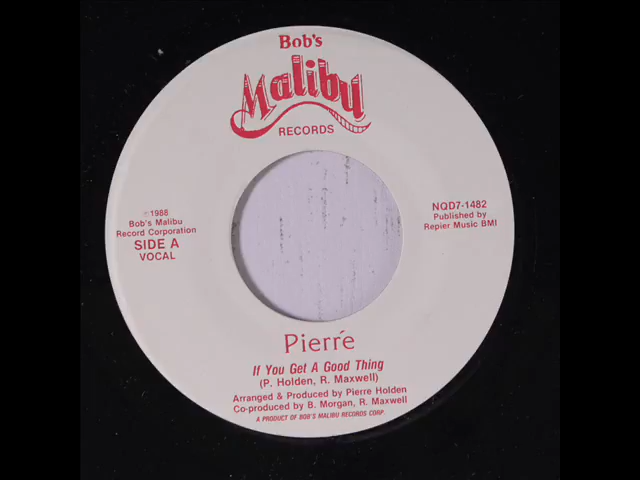 Bob's
Malibu
RECORDS
℗ 1988
Bob's Malibu
Record Corporation
SIDE A
VOCAL
NQD7-1482
Published by
Repier Music BMI
Pierré
If You Get A Good Thing
(P. Holden, R. Maxwell)
Arranged & Produced by Pierre Holden
Co-produced by B. Morgan, R. Maxwell
A PRODUCT OF BOB'S MALIBU RECORDS CORP.